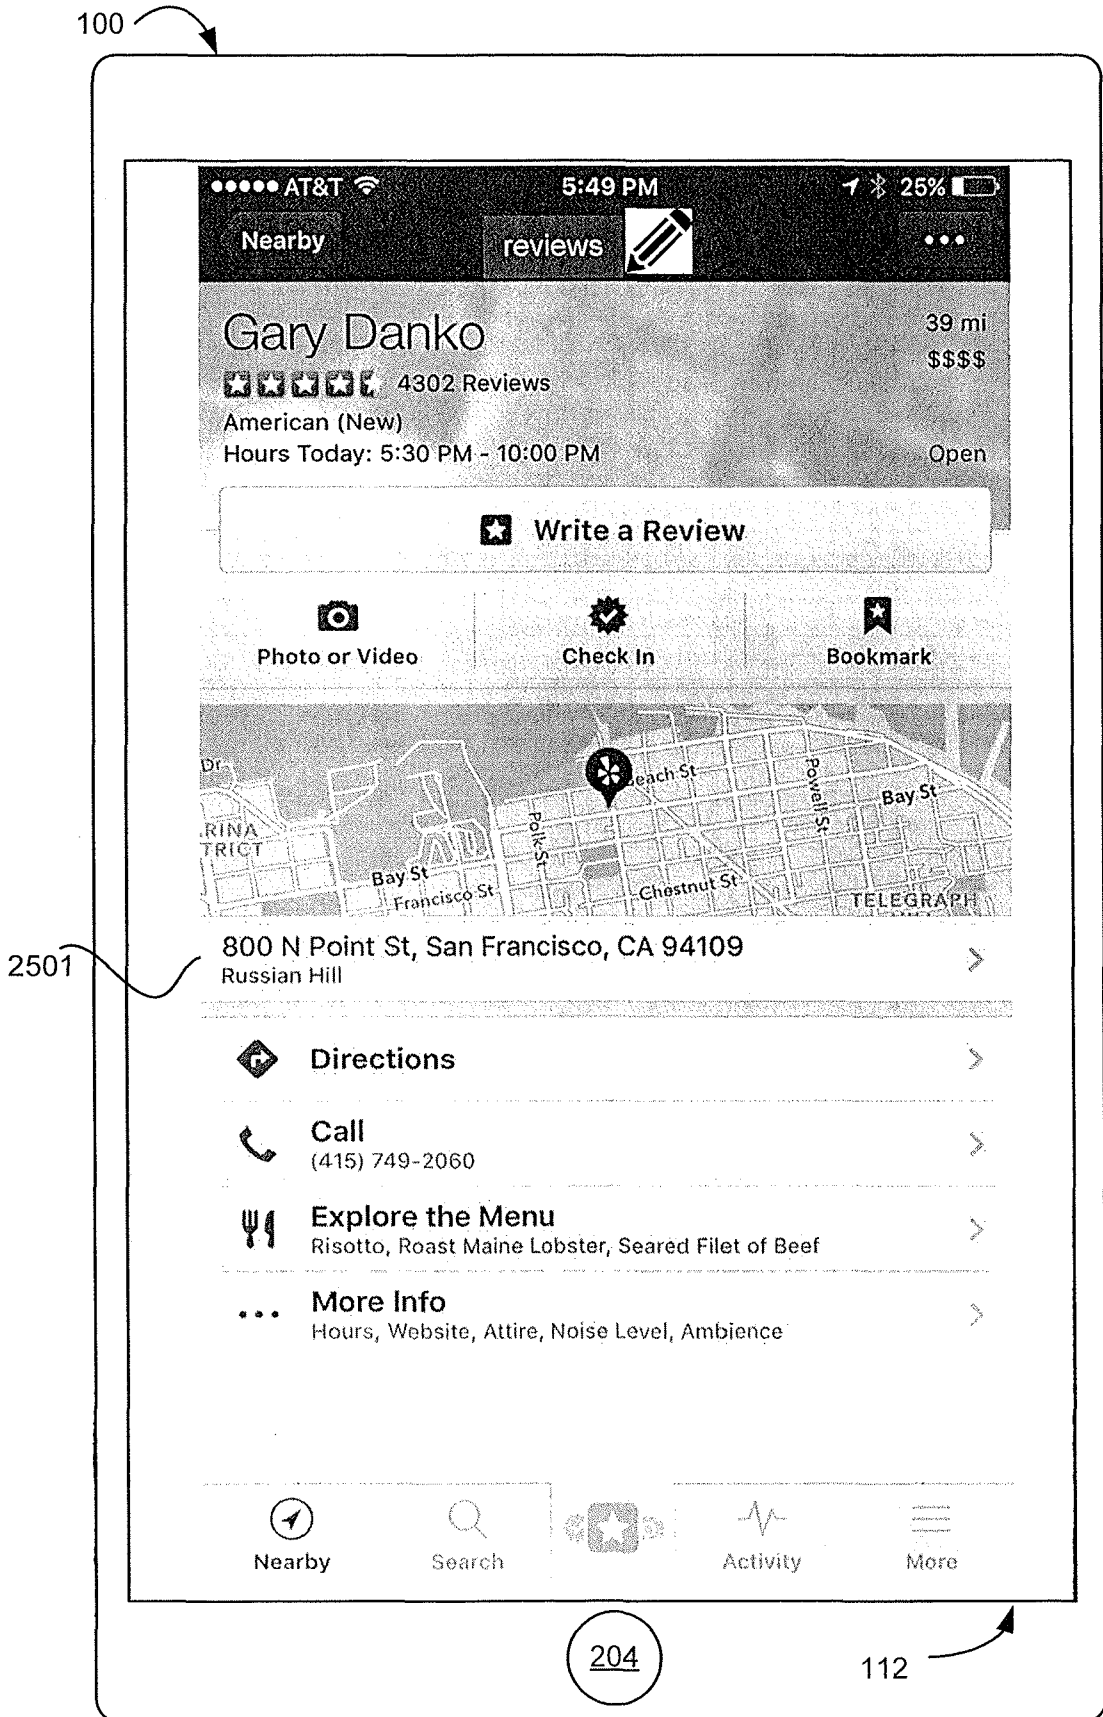 100
AT&T 5:49 PM 25%
Nearby reviews
Gary Danko 39 mi
$$$$
4302 Reviews
American (New)
Hours Today: 5:30 PM - 10:00 PM Open
Write a Review
Photo or Video Check In Bookmark
Dr
Beach St
Powell St
Bay St
RINA
TRICT
Polk St
Bay St
Francisco St
Chestnut St
TELEGRAPH
2501
800 N Point St, San Francisco, CA 94109
Russian Hill
Directions
Call
(415) 749-2060
Explore the Menu
Risotto, Roast Maine Lobster, Seared Filet of Beef
More Info
Hours, Website, Attire, Noise Level, Ambience
Nearby Search Activity More
204
112